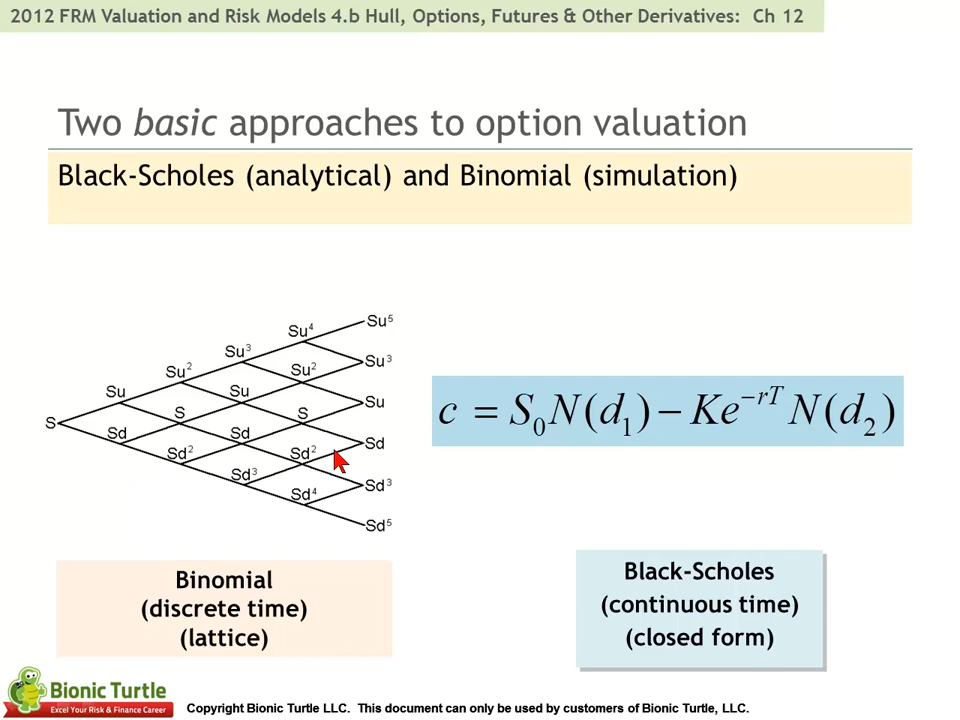 2012 FRM Valuation and Risk Models 4.b Hull, Options, Futures & Other Derivatives: Ch 12
Two basic approaches to option valuation
Black-Scholes (analytical) and Binomial (simulation)
Su⁵
Su⁴
Su³
Su³
Su²
Su²
Su
Su
Su
S
S
S
Sd
Sd
Sd
Sd²
Sd²
Sd³
Sd³
Sd⁴
Sd⁵
c = S₀N(d₁) − Ke^−rT N(d₂)
Binomial
(discrete time)
(lattice)
Black-Scholes
(continuous time)
(closed form)
Bionic Turtle
Excel Your Risk & Finance Career
Copyright Bionic Turtle LLC. This document can only be used by customers of Bionic Turtle, LLC.